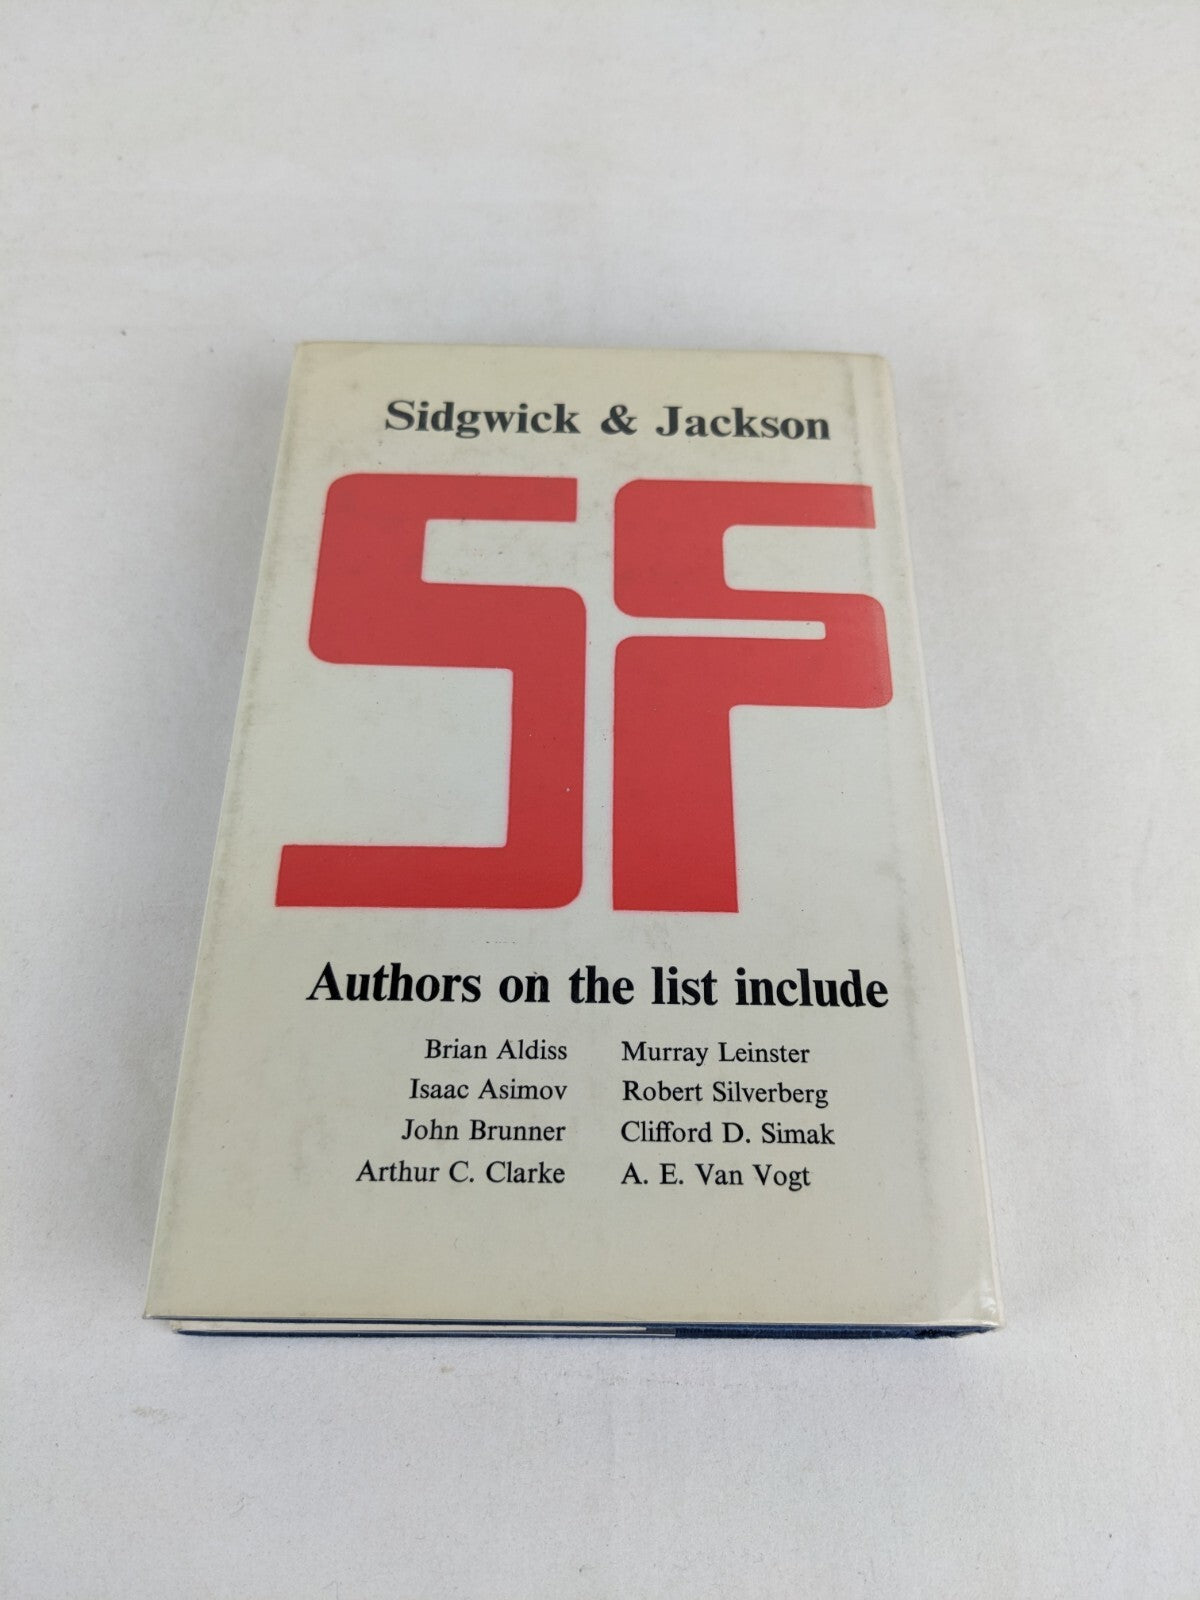 Sidgwick & Jackson
SF
Authors on the list include
Brian Aldiss
Isaac Asimov
John Brunner
Arthur C. Clarke
Murray Leinster
Robert Silverberg
Clifford D. Simak
A. E. Van Vogt